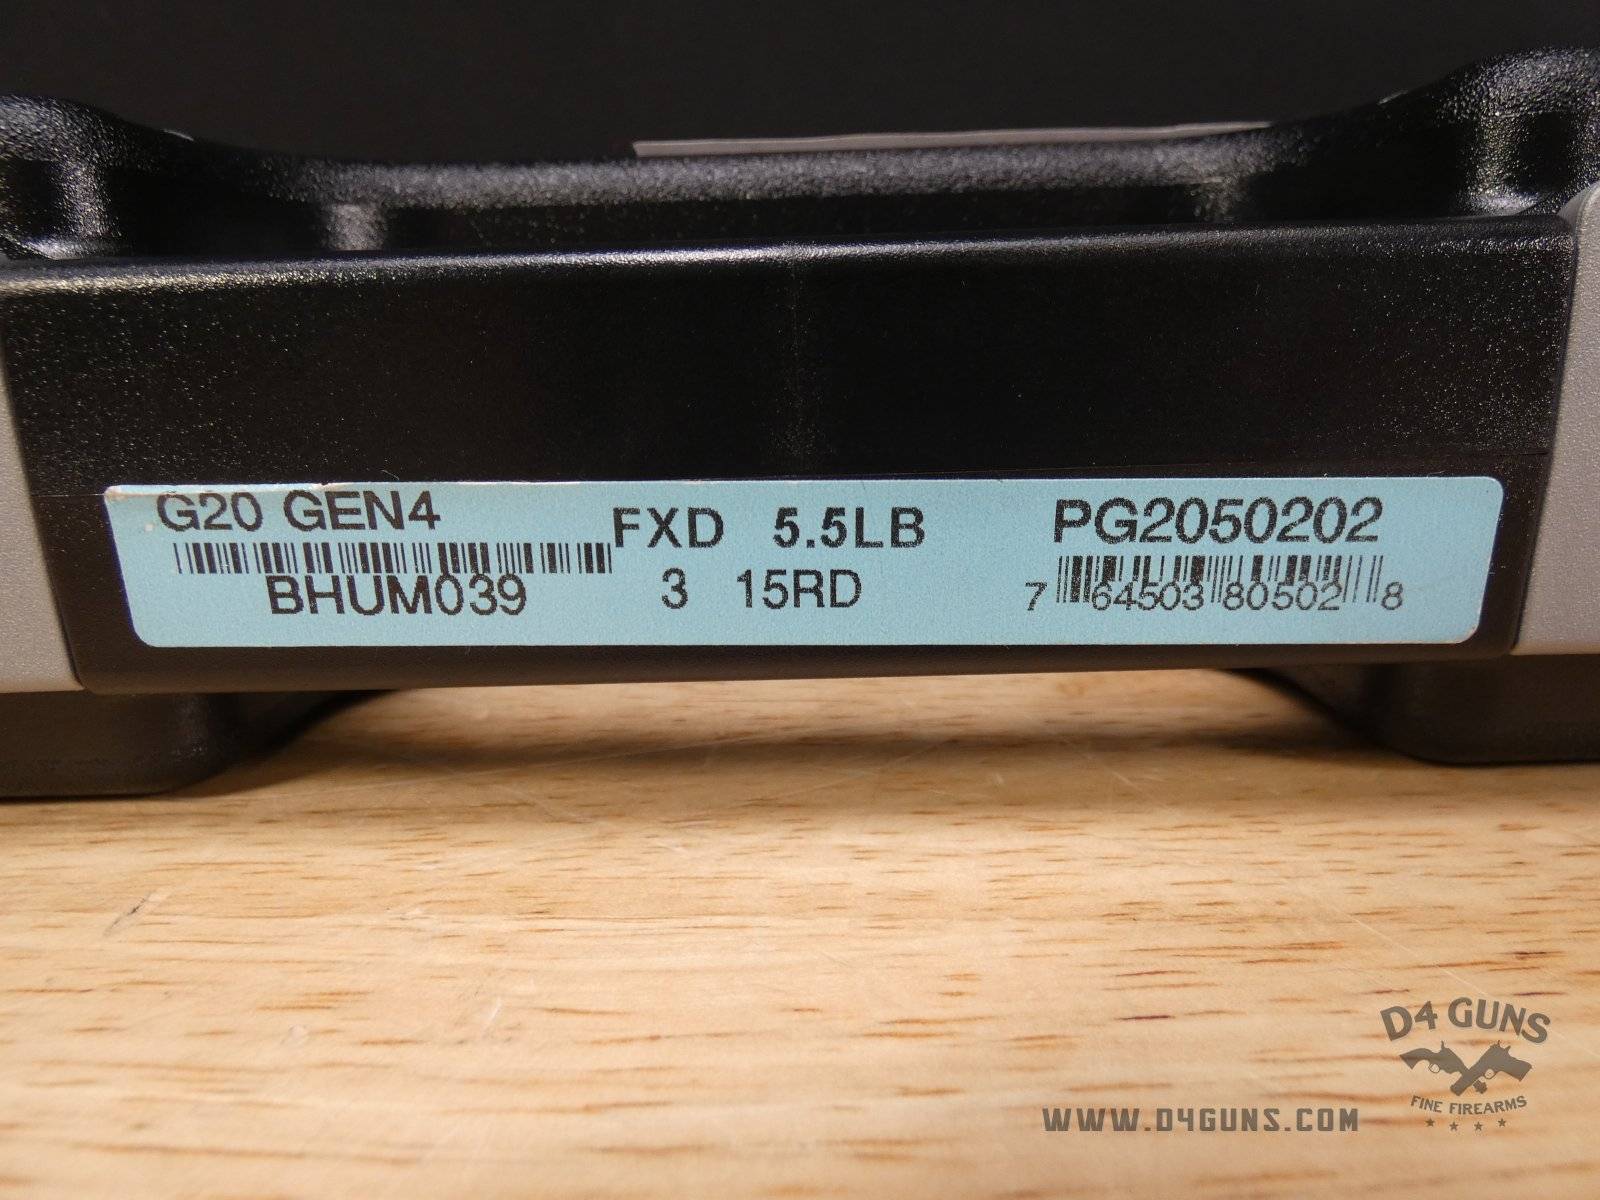 G20 GEN4
BHUM039
FXD 5.5LB
3 15RD
PG2050202
7 64503 80502 8
D4 GUNS
FINE FIREARMS
WWW.D4GUNS.COM